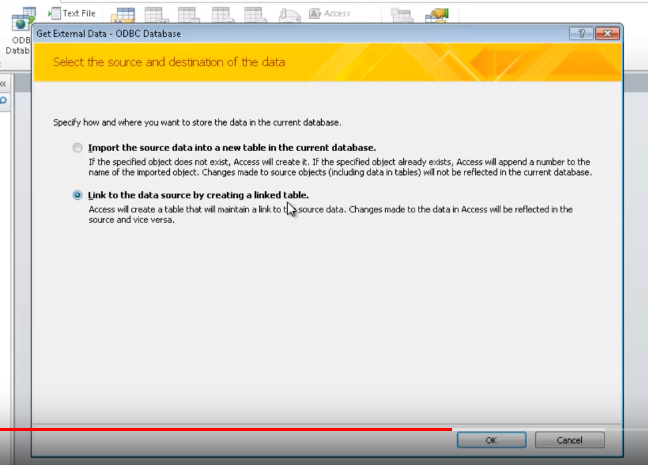 Text File
Access
ODB
Datab
Get External Data - ODBC Database
Select the source and destination of the data
Specify how and where you want to store the data in the current database.
Import the source data into a new table in the current database.
If the specified object does not exist, Access will create it. If the specified object already exists, Access will append a number to the
name of the imported object. Changes made to source objects (including data in tables) will not be reflected in the current database.
Link to the data source by creating a linked table.
Access will create a table that will maintain a link to the source data. Changes made to the data in Access will be reflected in the
source and vice versa.
OK
Cancel